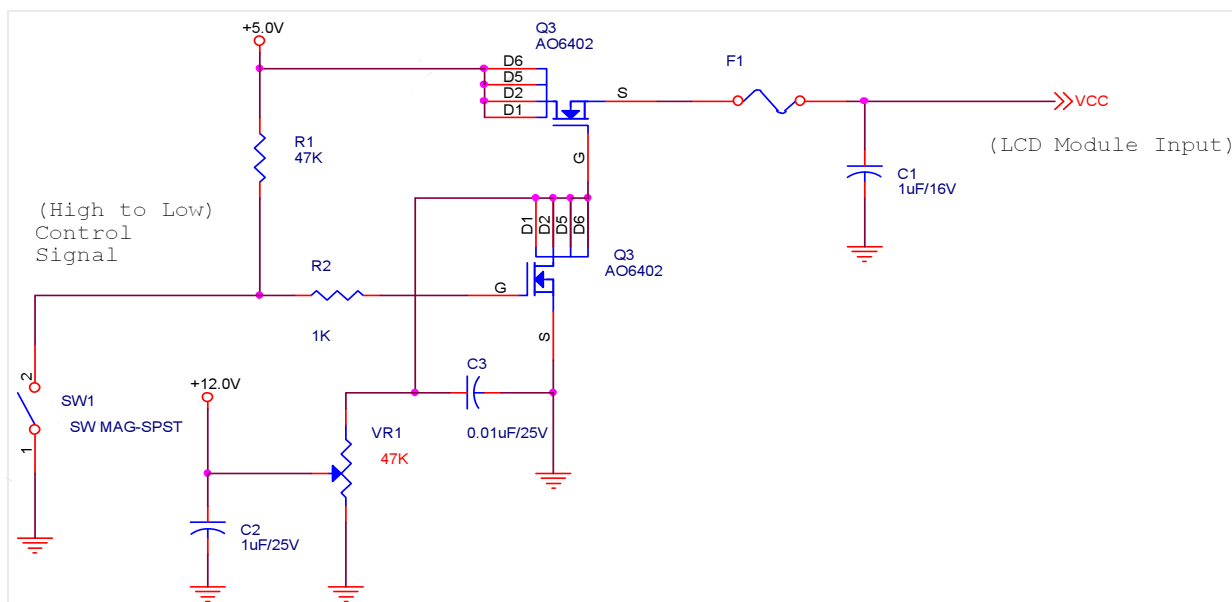 +5.0V
Q3
AO6402
D6
D5
D2
D1
S
G
F1
VCC
(LCD Module Input)
C1
1uF/16V
R1
47K
(High to Low)
Control
Signal
R2
1K
G
D1
D2
D5
D6
Q3
AO6402
S
C3
0.01uF/25V
2
SW1
SW MAG-SPST
1
+12.0V
VR1
47K
C2
1uF/25V